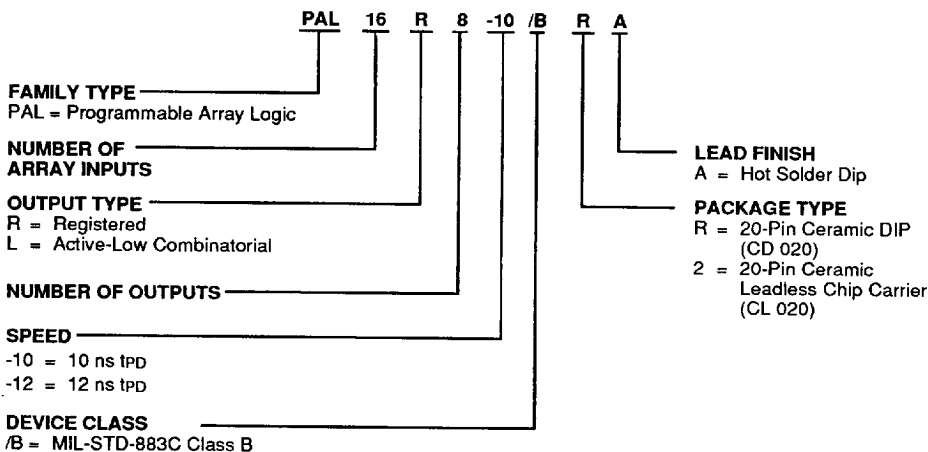 PAL 16 R 8 -10 /B R A
FAMILY TYPE
PAL = Programmable Array Logic
NUMBER OF
ARRAY INPUTS
OUTPUT TYPE
R = Registered
L = Active-Low Combinatorial
NUMBER OF OUTPUTS
SPEED
-10 = 10 ns tPD
-12 = 12 ns tPD
DEVICE CLASS
/B = MIL-STD-883C Class B
LEAD FINISH
A = Hot Solder Dip
PACKAGE TYPE
R = 20-Pin Ceramic DIP
(CD 020)
2 = 20-Pin Ceramic
Leadless Chip Carrier
(CL 020)